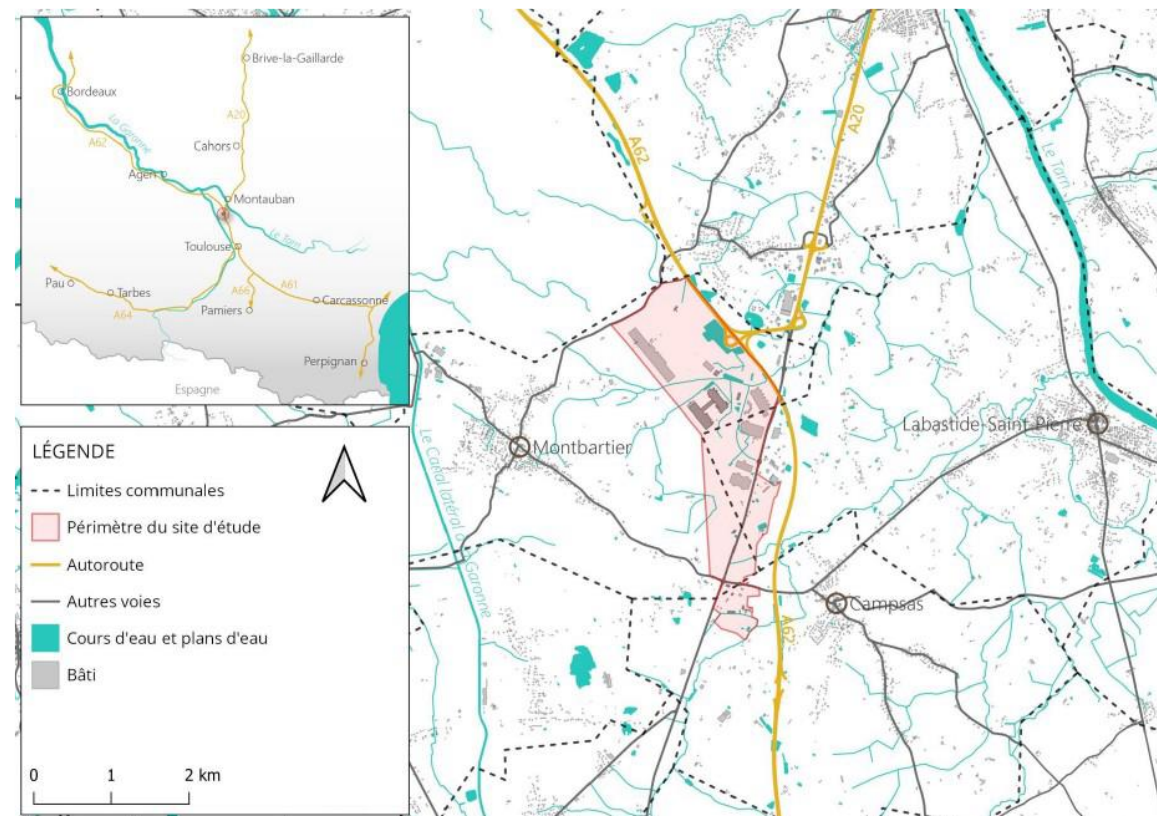 Brive-la-Gaillarde
Bordeaux
La Garonne
A20
A62
Cahors
Agen
Montauban
Le Tarn
Toulouse
Pau
Tarbes
A64
A66
A61
Carcassonne
Pamiers
Perpignan
Espagne
LÉGENDE
Limites communales
Périmètre du site d'étude
Autoroute
Autres voies
Cours d'eau et plans d'eau
Bâti
0 1 2 km
A62
A20
Le Tarn
Montbartier
Labastide-Saint-Pierre
Le Canal latéral à la Garonne
Campsas
A62